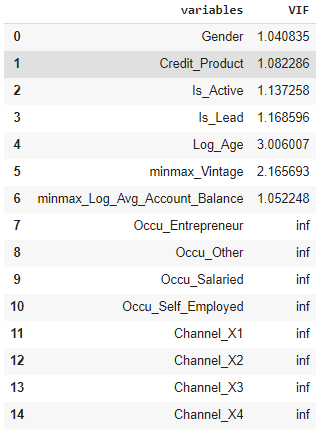 variables VIF
0 Gender 1.040835
1 Credit_Product 1.082286
2 Is_Active 1.137258
3 Is_Lead 1.168596
4 Log_Age 3.006007
5 minmax_Vintage 2.165693
6 minmax_Log_Avg_Account_Balance 1.052248
7 Occu_Entrepreneur inf
8 Occu_Other inf
9 Occu_Salaried inf
10 Occu_Self_Employed inf
11 Channel_X1 inf
12 Channel_X2 inf
13 Channel_X3 inf
14 Channel_X4 inf